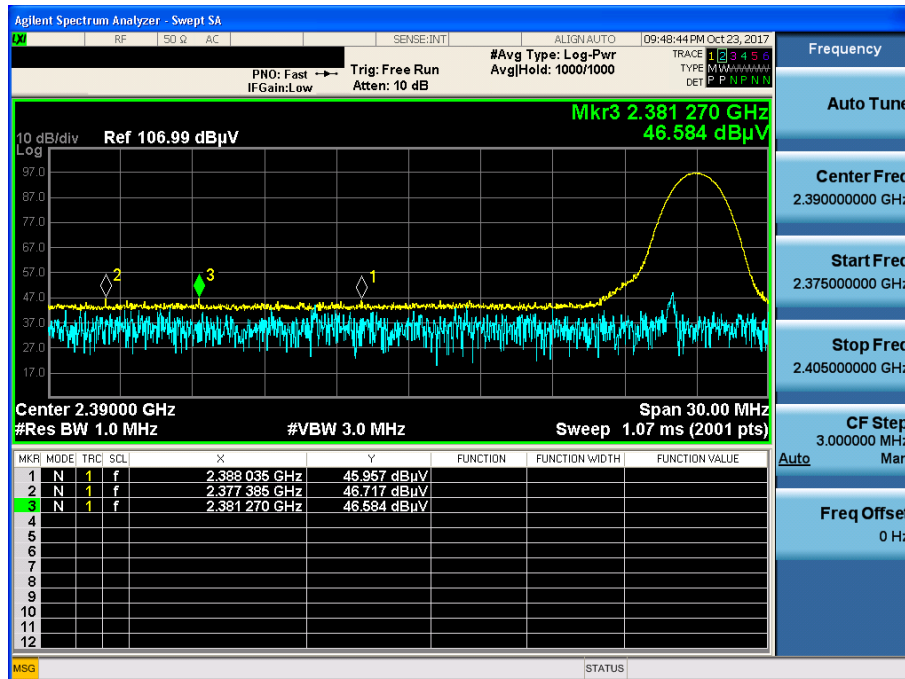 Agilent Spectrum Analyzer - Swept SA
LXI RF 50 Ω AC SENSE:INT ALIGN AUTO 09:48:44 PM Oct 23, 2017
PNO: Fast Trig: Free Run #Avg Type: Log-Pwr TRACE 1 2 3 4 5 6
IFGain:Low Atten: 10 dB Avg|Hold: 1000/1000 TYPE M W
DET P P N P N N
Mkr3 2.381 270 GHz
46.584 dBµV
10 dB/div Ref 106.99 dBµV
Log
97.0
87.0
77.0
67.0
57.0
47.0
37.0
27.0
17.0
2
3
1
Center 2.39000 GHz Span 30.00 MHz
#Res BW 1.0 MHz #VBW 3.0 MHz Sweep 1.07 ms (2001 pts)
MKR MODE TRC SCL X Y FUNCTION FUNCTION WIDTH FUNCTION VALUE
1 N 1 f 2.388 035 GHz 45.957 dBµV
2 N 1 f 2.377 385 GHz 46.717 dBµV
3 N 1 f 2.381 270 GHz 46.584 dBµV
4
5
6
7
8
9
10
11
12
MSG STATUS
Frequency
Auto Tune
Center Freq
2.390000000 GHz
Start Freq
2.375000000 GHz
Stop Freq
2.405000000 GHz
CF Step
3.000000 MHz
Auto Man
Freq Offset
0 Hz